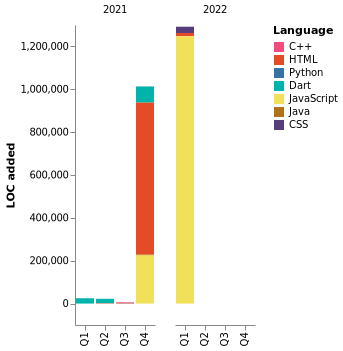 2021 2022
LOC added
1,200,000
1,000,000
800,000
600,000
400,000
200,000
0
Q1 Q2 Q3 Q4 Q1 Q2 Q3 Q4
Language
C++
HTML
Python
Dart
JavaScript
Java
CSS